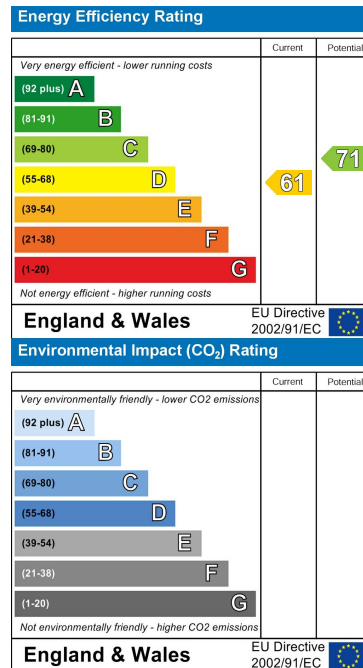 Energy Efficiency Rating
Current Potential
Very energy efficient - lower running costs
(92 plus) A
(81-91) B
(69-80) C
(55-68) D
(39-54) E
(21-38) F
(1-20) G
61
71
Not energy efficient - higher running costs
England & Wales
EU Directive
2002/91/EC
Environmental Impact (CO₂) Rating
Current Potential
Very environmentally friendly - lower CO2 emissions
(92 plus) A
(81-91) B
(69-80) C
(55-68) D
(39-54) E
(21-38) F
(1-20) G
Not environmentally friendly - higher CO2 emissions
England & Wales
EU Directive
2002/91/EC